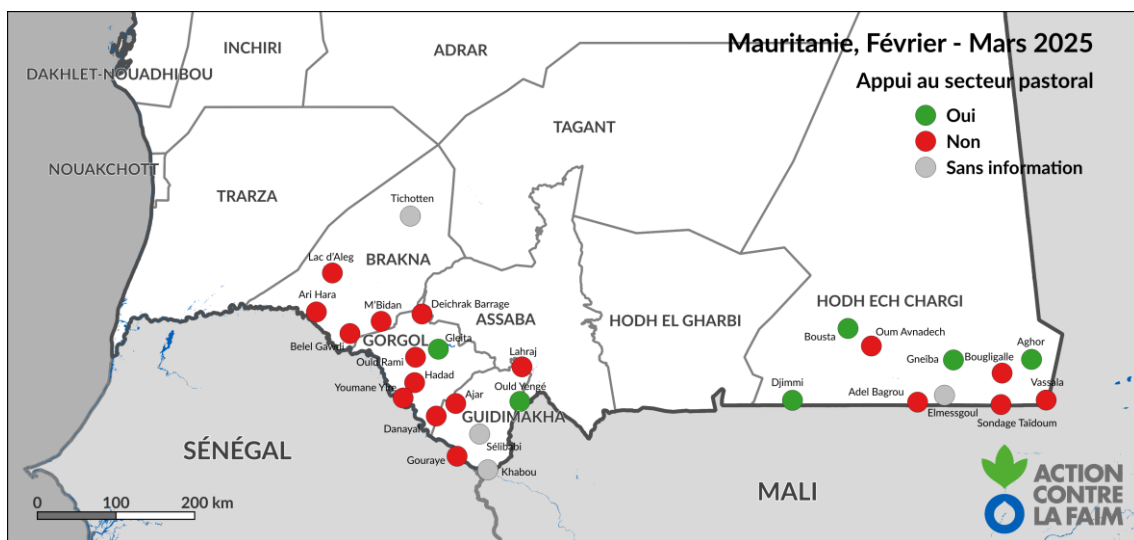 Mauritanie, Février - Mars 2025
Appui au secteur pastoral
Oui
Non
Sans information
INCHIRI
ADRAR
DAKHLET-NOUADHIBOU
TAGANT
NOUAKCHOTT
TRARZA
Tichotten
Lac d'Aleg
BRAKNA
Ari Hara
M'Bidan
Deichrak Barrage
ASSABA
HODH EL GHARBI
HODH ECH CHARGI
Belel Gawdi
GORGOL
Gleita
Bousta
Oum Avnadech
Ould Rami
Lahraj
Gneiba
Bougligalle
Aghor
Hadad
Youmane Yire
Ajar
Ould Yengé
Djimmi
Adel Bagrou
Vassala
GUIDIMAKHA
Elmessgoul
Sondage Taïdoum
Danayan
Sélibabi
Gouraye
Khabou
SÉNÉGAL
MALI
0 100 200 km
ACTION
CONTRE
LA FAIM